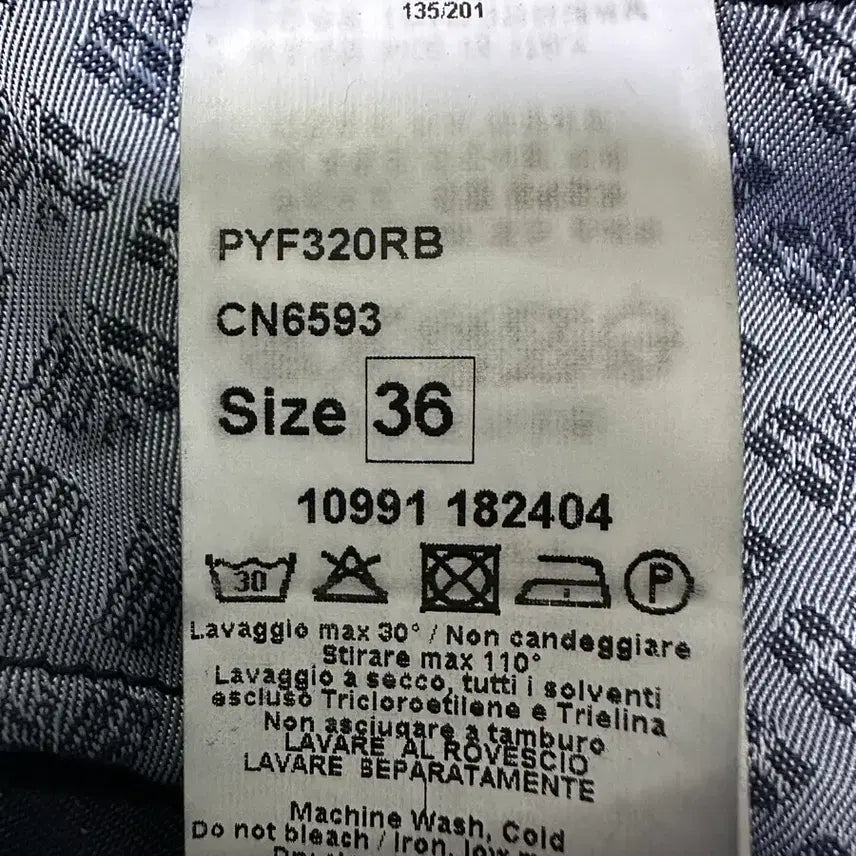 135/201
PYF320RB
CN6593
Size 36
10991 182404
30 P
Lavaggio max 30° / Non candeggiare
Stirare max 110°
Lavaggio a secco, tutti i solventi
escluso Tricloroetilene e Trielina
Non asciugare a tamburo
LAVARE AL ROVESCIO
LAVARE SEPARATAMENTE
Machine Wash, Cold
Do not bleach / Iron, low